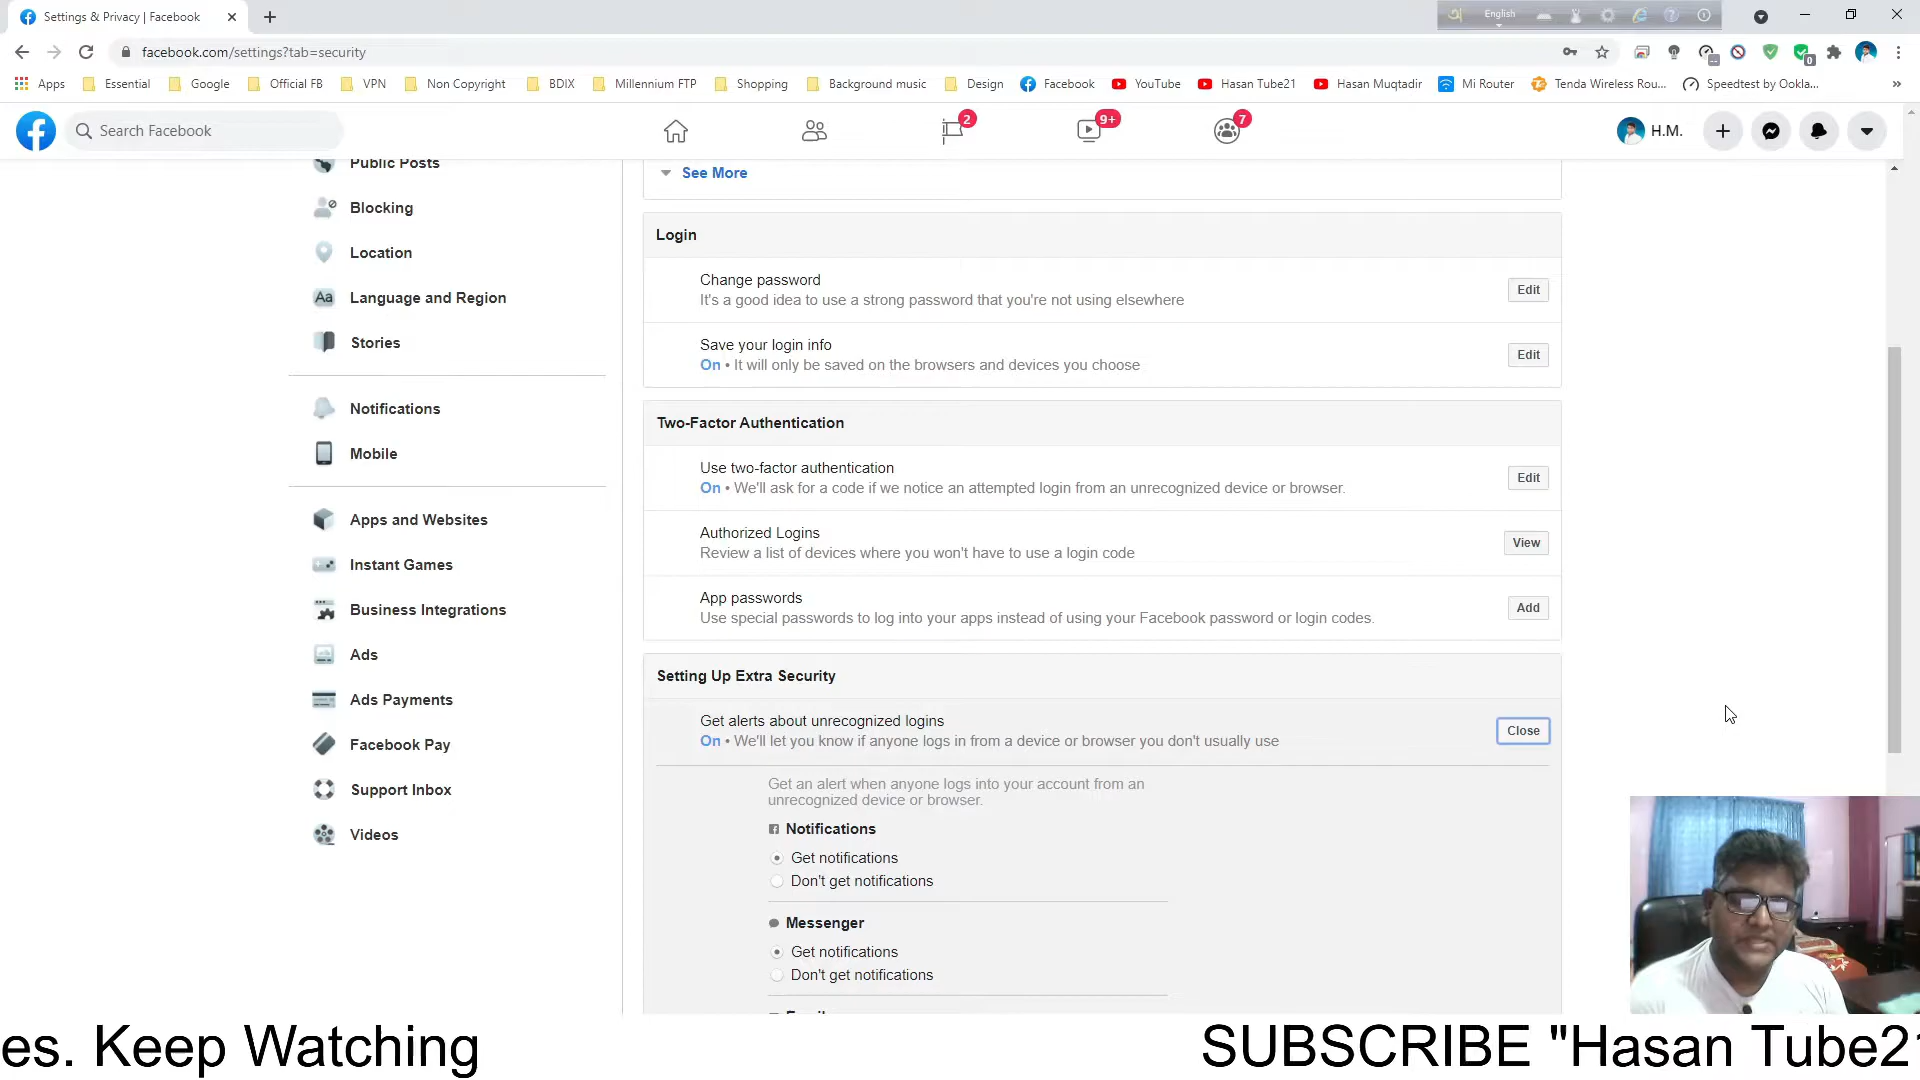 Settings & Privacy | Facebook
English
facebook.com/settings?tab=security
Apps
Essential
Google
Official FB
VPN
Non Copyright
BDIX
Millennium FTP
Shopping
Background music
Design
Facebook
YouTube
Hasan Tube21
Hasan Muqtadir
Mi Router
Tenda Wireless Rou...
Speedtest by Ookla...
Search Facebook
2
9+
7
H.M.
Public Posts
Blocking
Location
Aa
Language and Region
Stories
Notifications
Mobile
Apps and Websites
Instant Games
Business Integrations
Ads
Ads Payments
Facebook Pay
Support Inbox
Videos
See More
Login
Change password
It's a good idea to use a strong password that you're not using elsewhere
Edit
Save your login info
On • It will only be saved on the browsers and devices you choose
Edit
Two-Factor Authentication
Use two-factor authentication
On • We'll ask for a code if we notice an attempted login from an unrecognized device or browser.
Edit
Authorized Logins
Review a list of devices where you won't have to use a login code
View
App passwords
Use special passwords to log into your apps instead of using your Facebook password or login codes.
Add
Setting Up Extra Security
Get alerts about unrecognized logins
On • We'll let you know if anyone logs in from a device or browser you don't usually use
Close
Get an alert when anyone logs into your account from an
unrecognized device or browser.
Notifications
Get notifications
Don't get notifications
Messenger
Get notifications
Don't get notifications
es. Keep Watching
SUBSCRIBE "Hasan Tube21